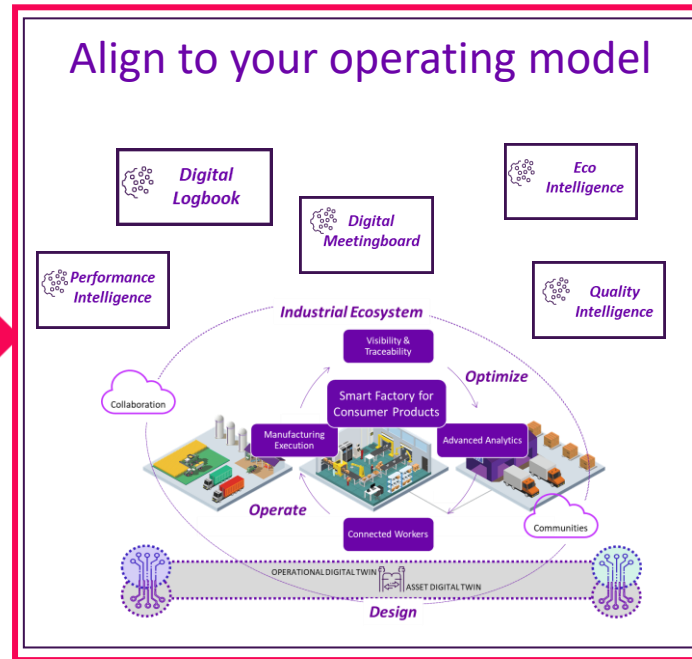 Align to your operating model
Digital
Logbook
Eco
Intelligence
Digital
Meetingboard
Performance
Intelligence
Quality
Intelligence
Industrial Ecosystem
Visibility &
Traceability
Optimize
Collaboration
Smart Factory for
Consumer Products
Manufacturing
Execution
Advanced Analytics
Operate
Connected Workers
Communities
OPERATIONAL DIGITAL TWIN
ASSET DIGITAL TWIN
Design